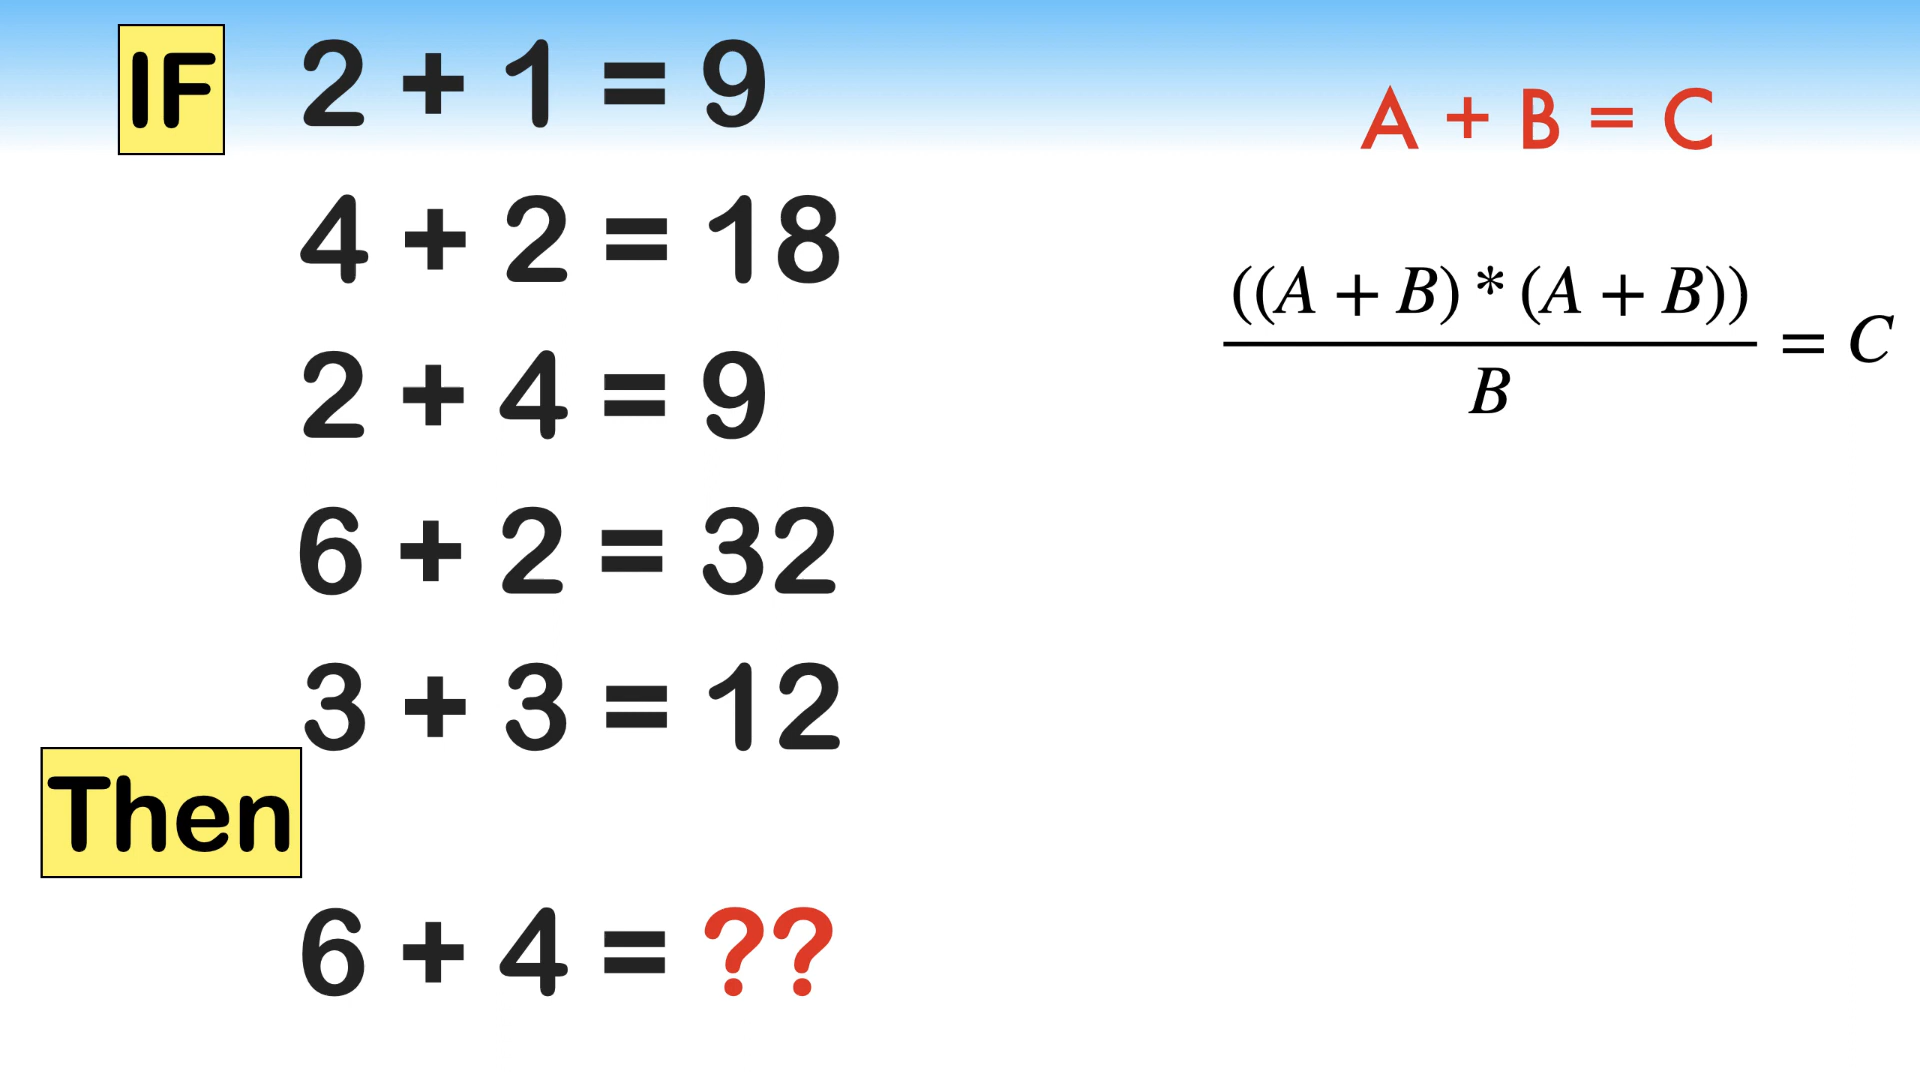 IF 2 + 1 = 9
A + B = C
4 + 2 = 18
((A + B) * (A + B))
B
= C
2 + 4 = 9
6 + 2 = 32
3 + 3 = 12
Then
6 + 4 = ??